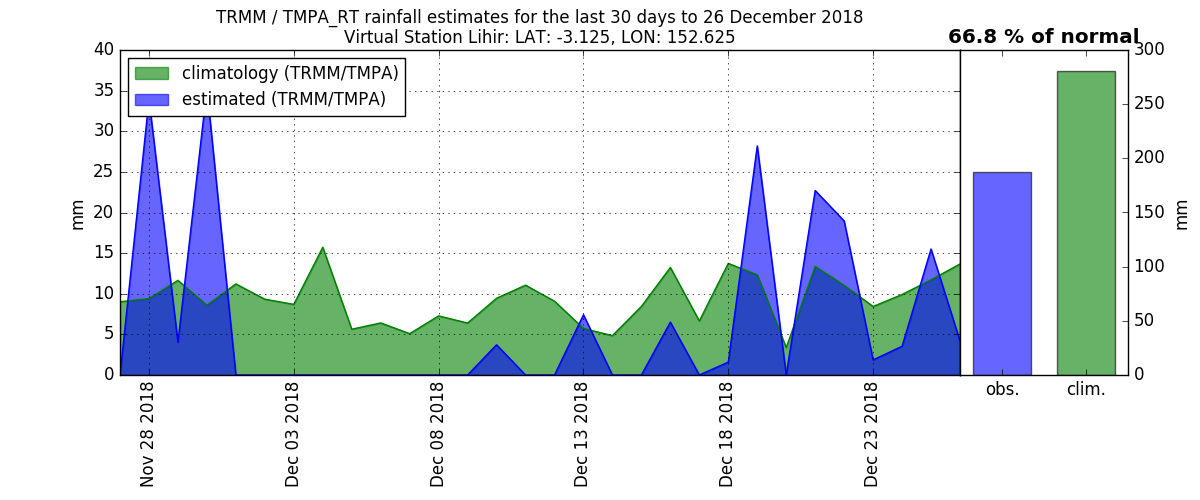 TRMM / TMPA_RT rainfall estimates for the last 30 days to 26 December 2018
Virtual Station Lihir: LAT: -3.125, LON: 152.625
66.8 % of normal
climatology (TRMM/TMPA)
estimated (TRMM/TMPA)
40
35
30
25
20
15
10
5
0
mm
300
250
200
150
100
50
0
mm
Nov 28 2018
Dec 03 2018
Dec 08 2018
Dec 13 2018
Dec 18 2018
Dec 23 2018
obs.
clim.